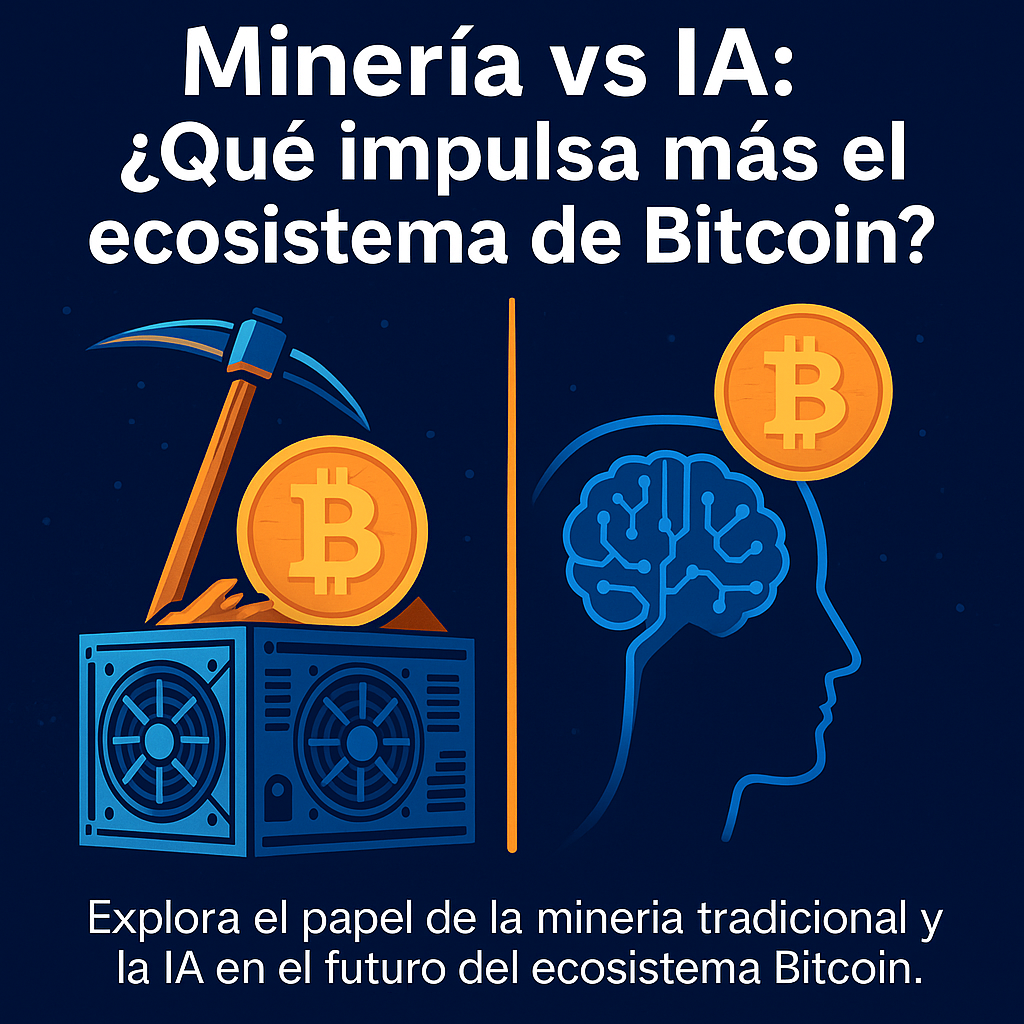 Minería vs IA:
¿Qué impulsa más el
ecosistema de Bitcoin?
Explora el papel de la mineria tradicional y
la IA en el futuro del ecosistema Bitcoin.